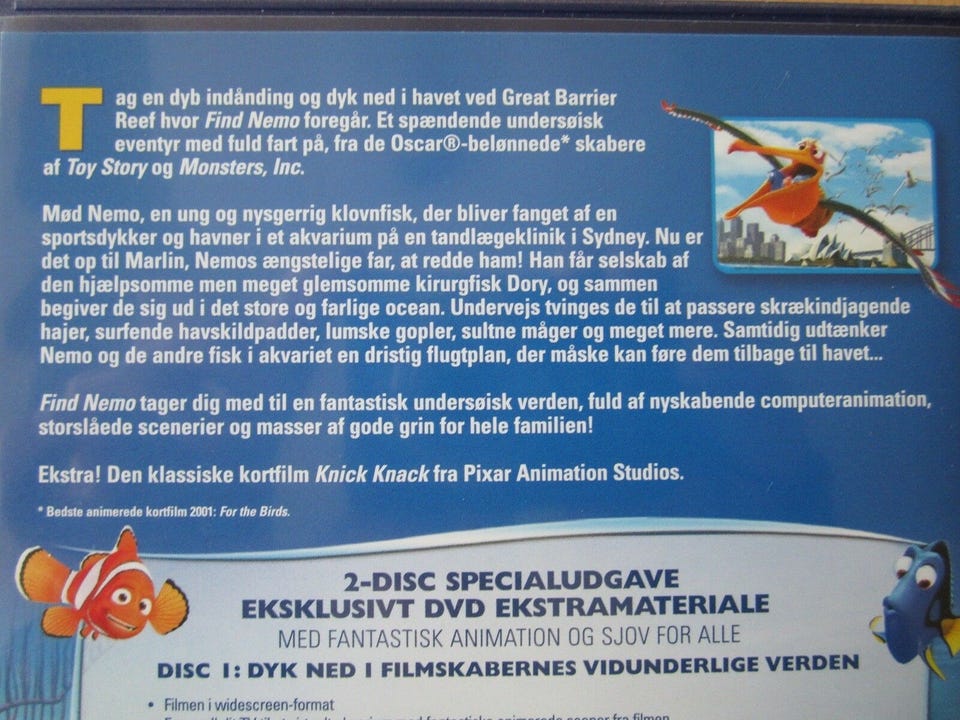 Tag en dyb indånding og dyk ned i havet ved Great Barrier
Reef hvor Find Nemo foregår. Et spændende undersøisk
eventyr med fuld fart på, fra de Oscar®-belønnede* skabere
af Toy Story og Monsters, Inc.
Mød Nemo, en ung og nysgerrig klovnfisk, der bliver fanget af en
sportsdykker og havner i et akvarium på en tandlægeklinik i Sydney. Nu er
det op til Marlin, Nemos ængstelige far, at redde ham! Han får selskab af
den hjælpsomme men meget glemsomme kirurgfisk Dory, og sammen
begiver de sig ud i det store og farlige ocean. Undervejs tvinges de til at passere skrækindjagende
hajer, surfende havskildpadder, lumske gopler, sultne måger og meget mere. Samtidig udtænker
Nemo og de andre fisk i akvariet en dristig flugtplan, der måske kan føre dem tilbage til havet...
Find Nemo tager dig med til en fantastisk undersøisk verden, fuld af nyskabende computeranimation,
storslåede scenerier og masser af gode grin for hele familien!
Ekstra! Den klassiske kortfilm Knick Knack fra Pixar Animation Studios.
* Bedste animerede kortfilm 2001: For the Birds.
2-DISC SPECIALUDGAVE
EKSKLUSIVT DVD EKSTRAMATERIALE
MED FANTASTISK ANIMATION OG SJOV FOR ALLE
DISC 1: DYK NED I FILMSKABERNES VIDUNDERLIGE VERDEN
• Filmen i widescreen-format